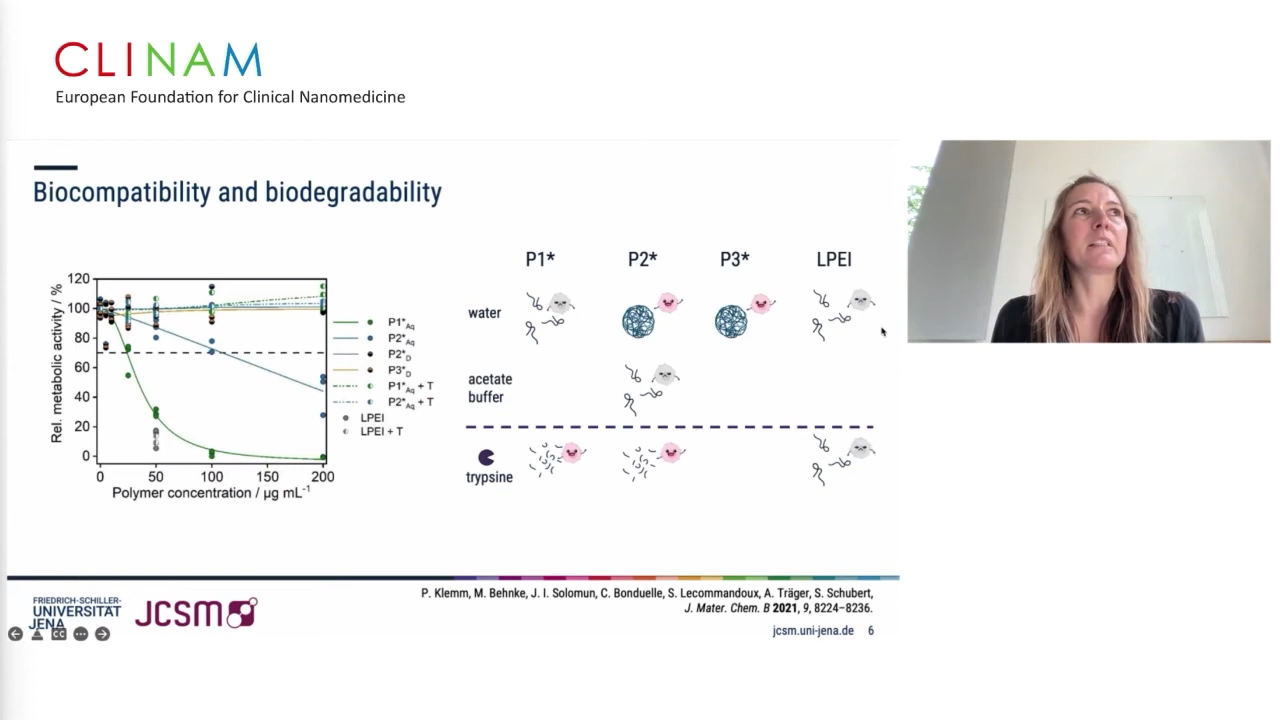 CLINAM
European Foundation for Clinical Nanomedicine
Biocompatibility and biodegradability
Rel. metabolic activity / %
120
100
80
60
40
20
0
0
50
100
150
200
Polymer concentration / µg mL⁻¹
P1*Aq
P2*Aq
P2*D
P3*D
P1*Aq + T
P2*Aq + T
LPEI
LPEI + T
P1*
P2*
P3*
LPEI
water
acetate
buffer
trypsine
FRIEDRICH-SCHILLER-
UNIVERSITÄT
JENA
JCSM
P. Klemm, M. Behnke, J. I. Solomun, C. Bonduelle, S. Lecommandoux, A. Träger, S. Schubert,
J. Mater. Chem. B 2021, 9, 8224–8236.
jcsm.uni-jena.de 6
CC